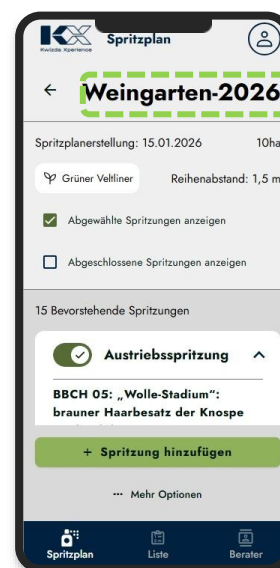 KX
Kwizda Xperience
Spritzplan
Weingarten-2026
Spritzplanerstellung: 15.01.2026 10ha
Grüner Veltliner Reihenabstand: 1,5 m
Abgewählte Spritzungen anzeigen
Abgeschlossene Spritzungen anzeigen
15 Bevorstehende Spritzungen
Austriebsspritzung
BBCH 05: „Wolle-Stadium“:
brauner Haarbesatz der Knospe
+ Spritzung hinzufügen
··· Mehr Optionen
Spritzplan Liste Berater